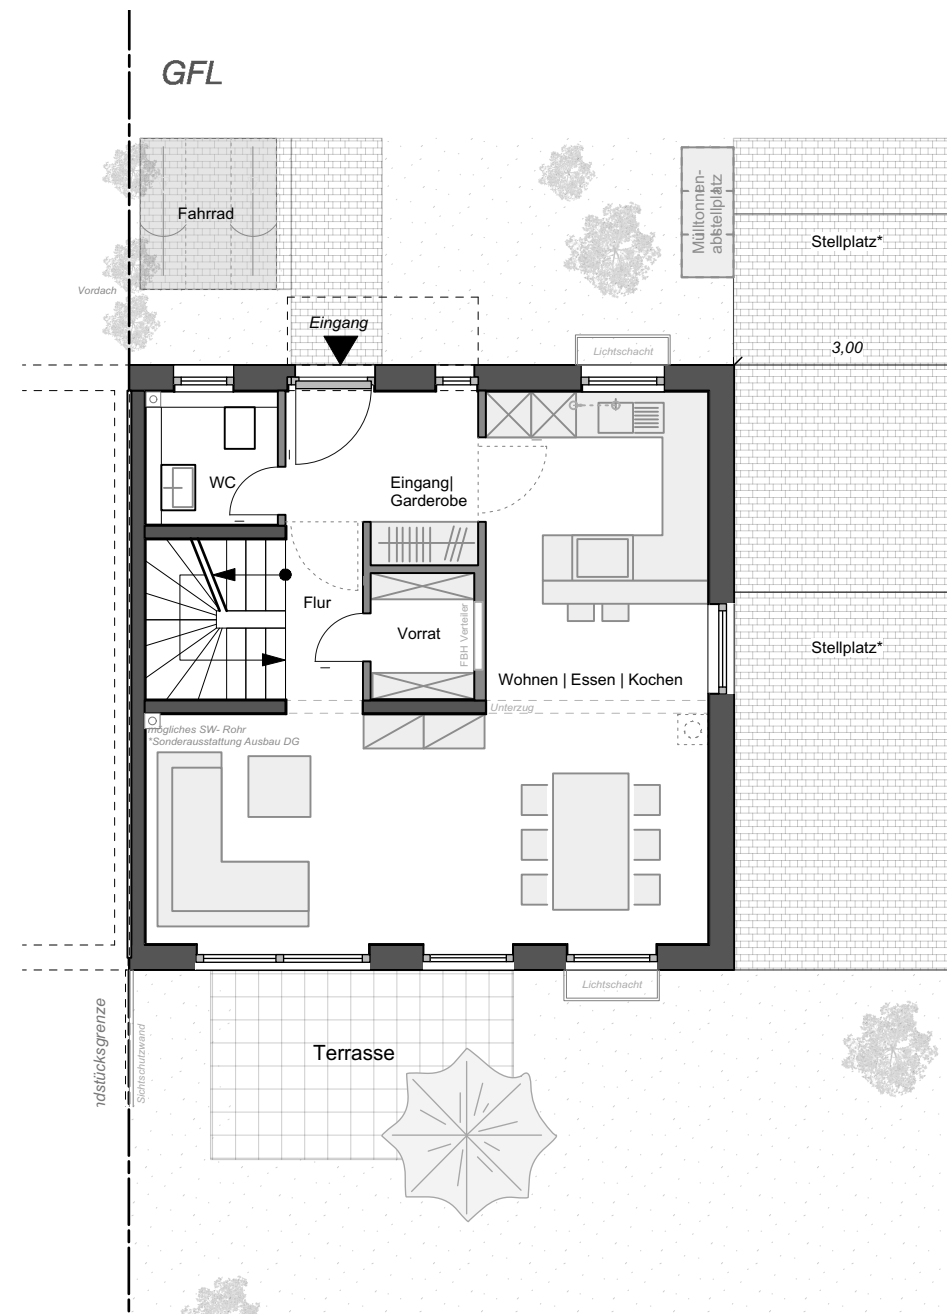 GFL
Fahrrad
Mülltonnen-
abstellplatz
Stellplatz*
Vordach
Eingang
Lichtschacht
3,00
WC
Eingang|
Garderobe
Flur
Vorrat
FBH Verteiler
Stellplatz*
Wohnen | Essen | Kochen
Unterzug
mögliches SW- Rohr
*Sonderausstattung Ausbau DG
Lichtschacht
ndstücksgrenze
Sichtschutzwand
Terrasse